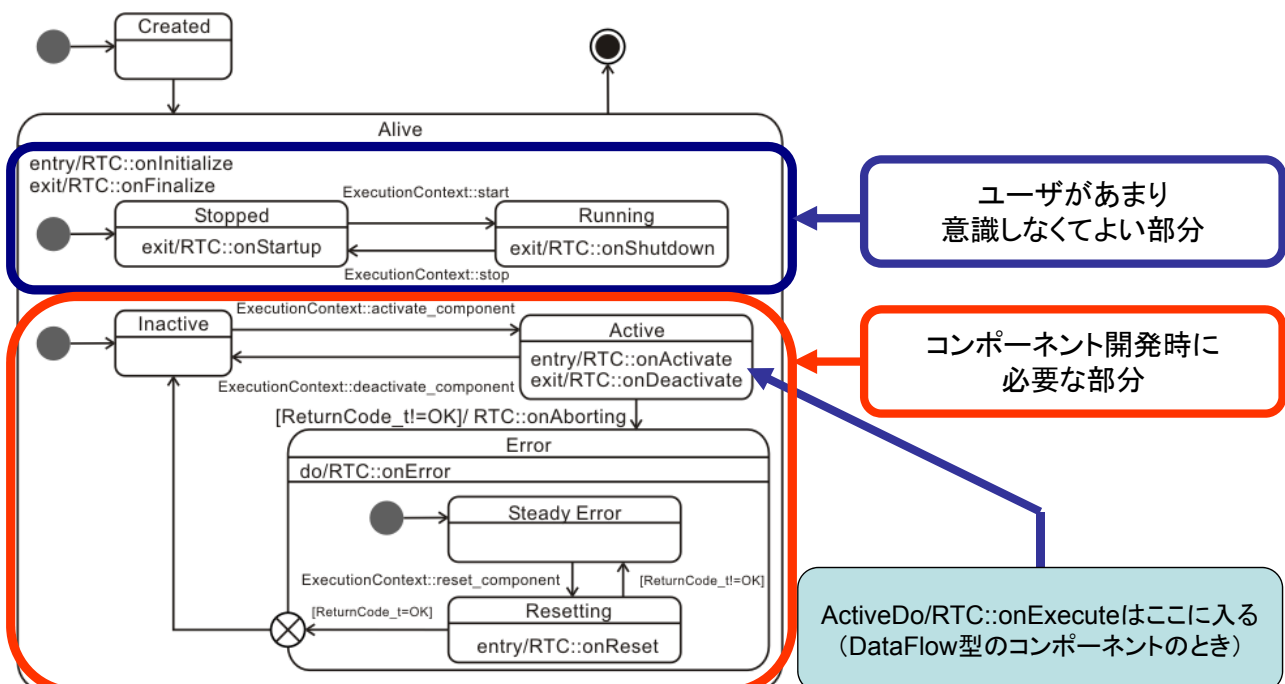 Created
Alive
entry/RTC::onInitialize
exit/RTC::onFinalize
ExecutionContext::start
Stopped
exit/RTC::onStartup
Running
exit/RTC::onShutdown
ExecutionContext::stop
ユーザがあまり
意識しなくてよい部分
ExecutionContext::activate_component
Inactive
Active
entry/RTC::onActivate
exit/RTC::onDeactivate
ExecutionContext::deactivate_component
コンポーネント開発時に
必要な部分
[ReturnCode_t!=OK]/ RTC::onAborting
Error
do/RTC::onError
Steady Error
ExecutionContext::reset_component
[ReturnCode_t!=OK]
[ReturnCode_t=OK]
Resetting
entry/RTC::onReset
ActiveDo/RTC::onExecuteはここに入る
（DataFlow型のコンポーネントのとき）